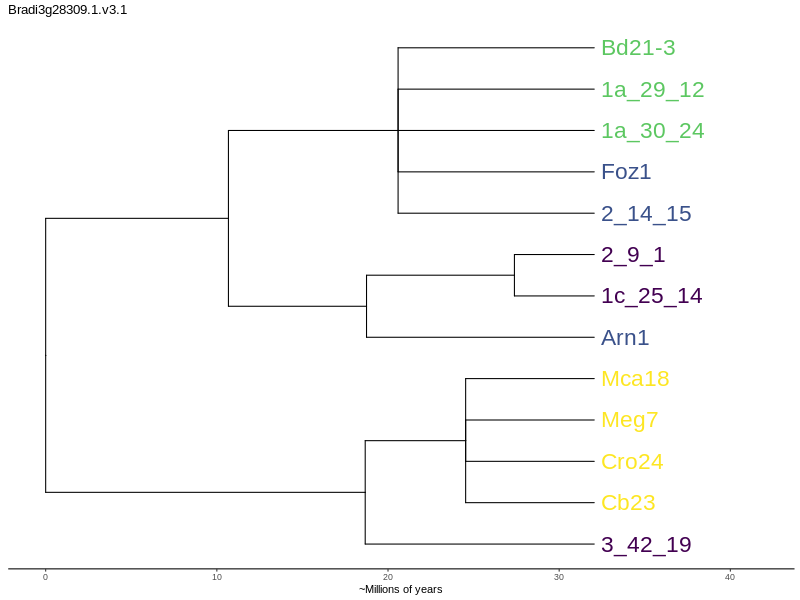 Bradi3g28309.1.v3.1
Bd21-3
1a_29_12
1a_30_24
Foz1
2_14_15
2_9_1
1c_25_14
Arn1
Mca18
Meg7
Cro24
Cb23
3_42_19
0 10 20 30 40
~Millions of years